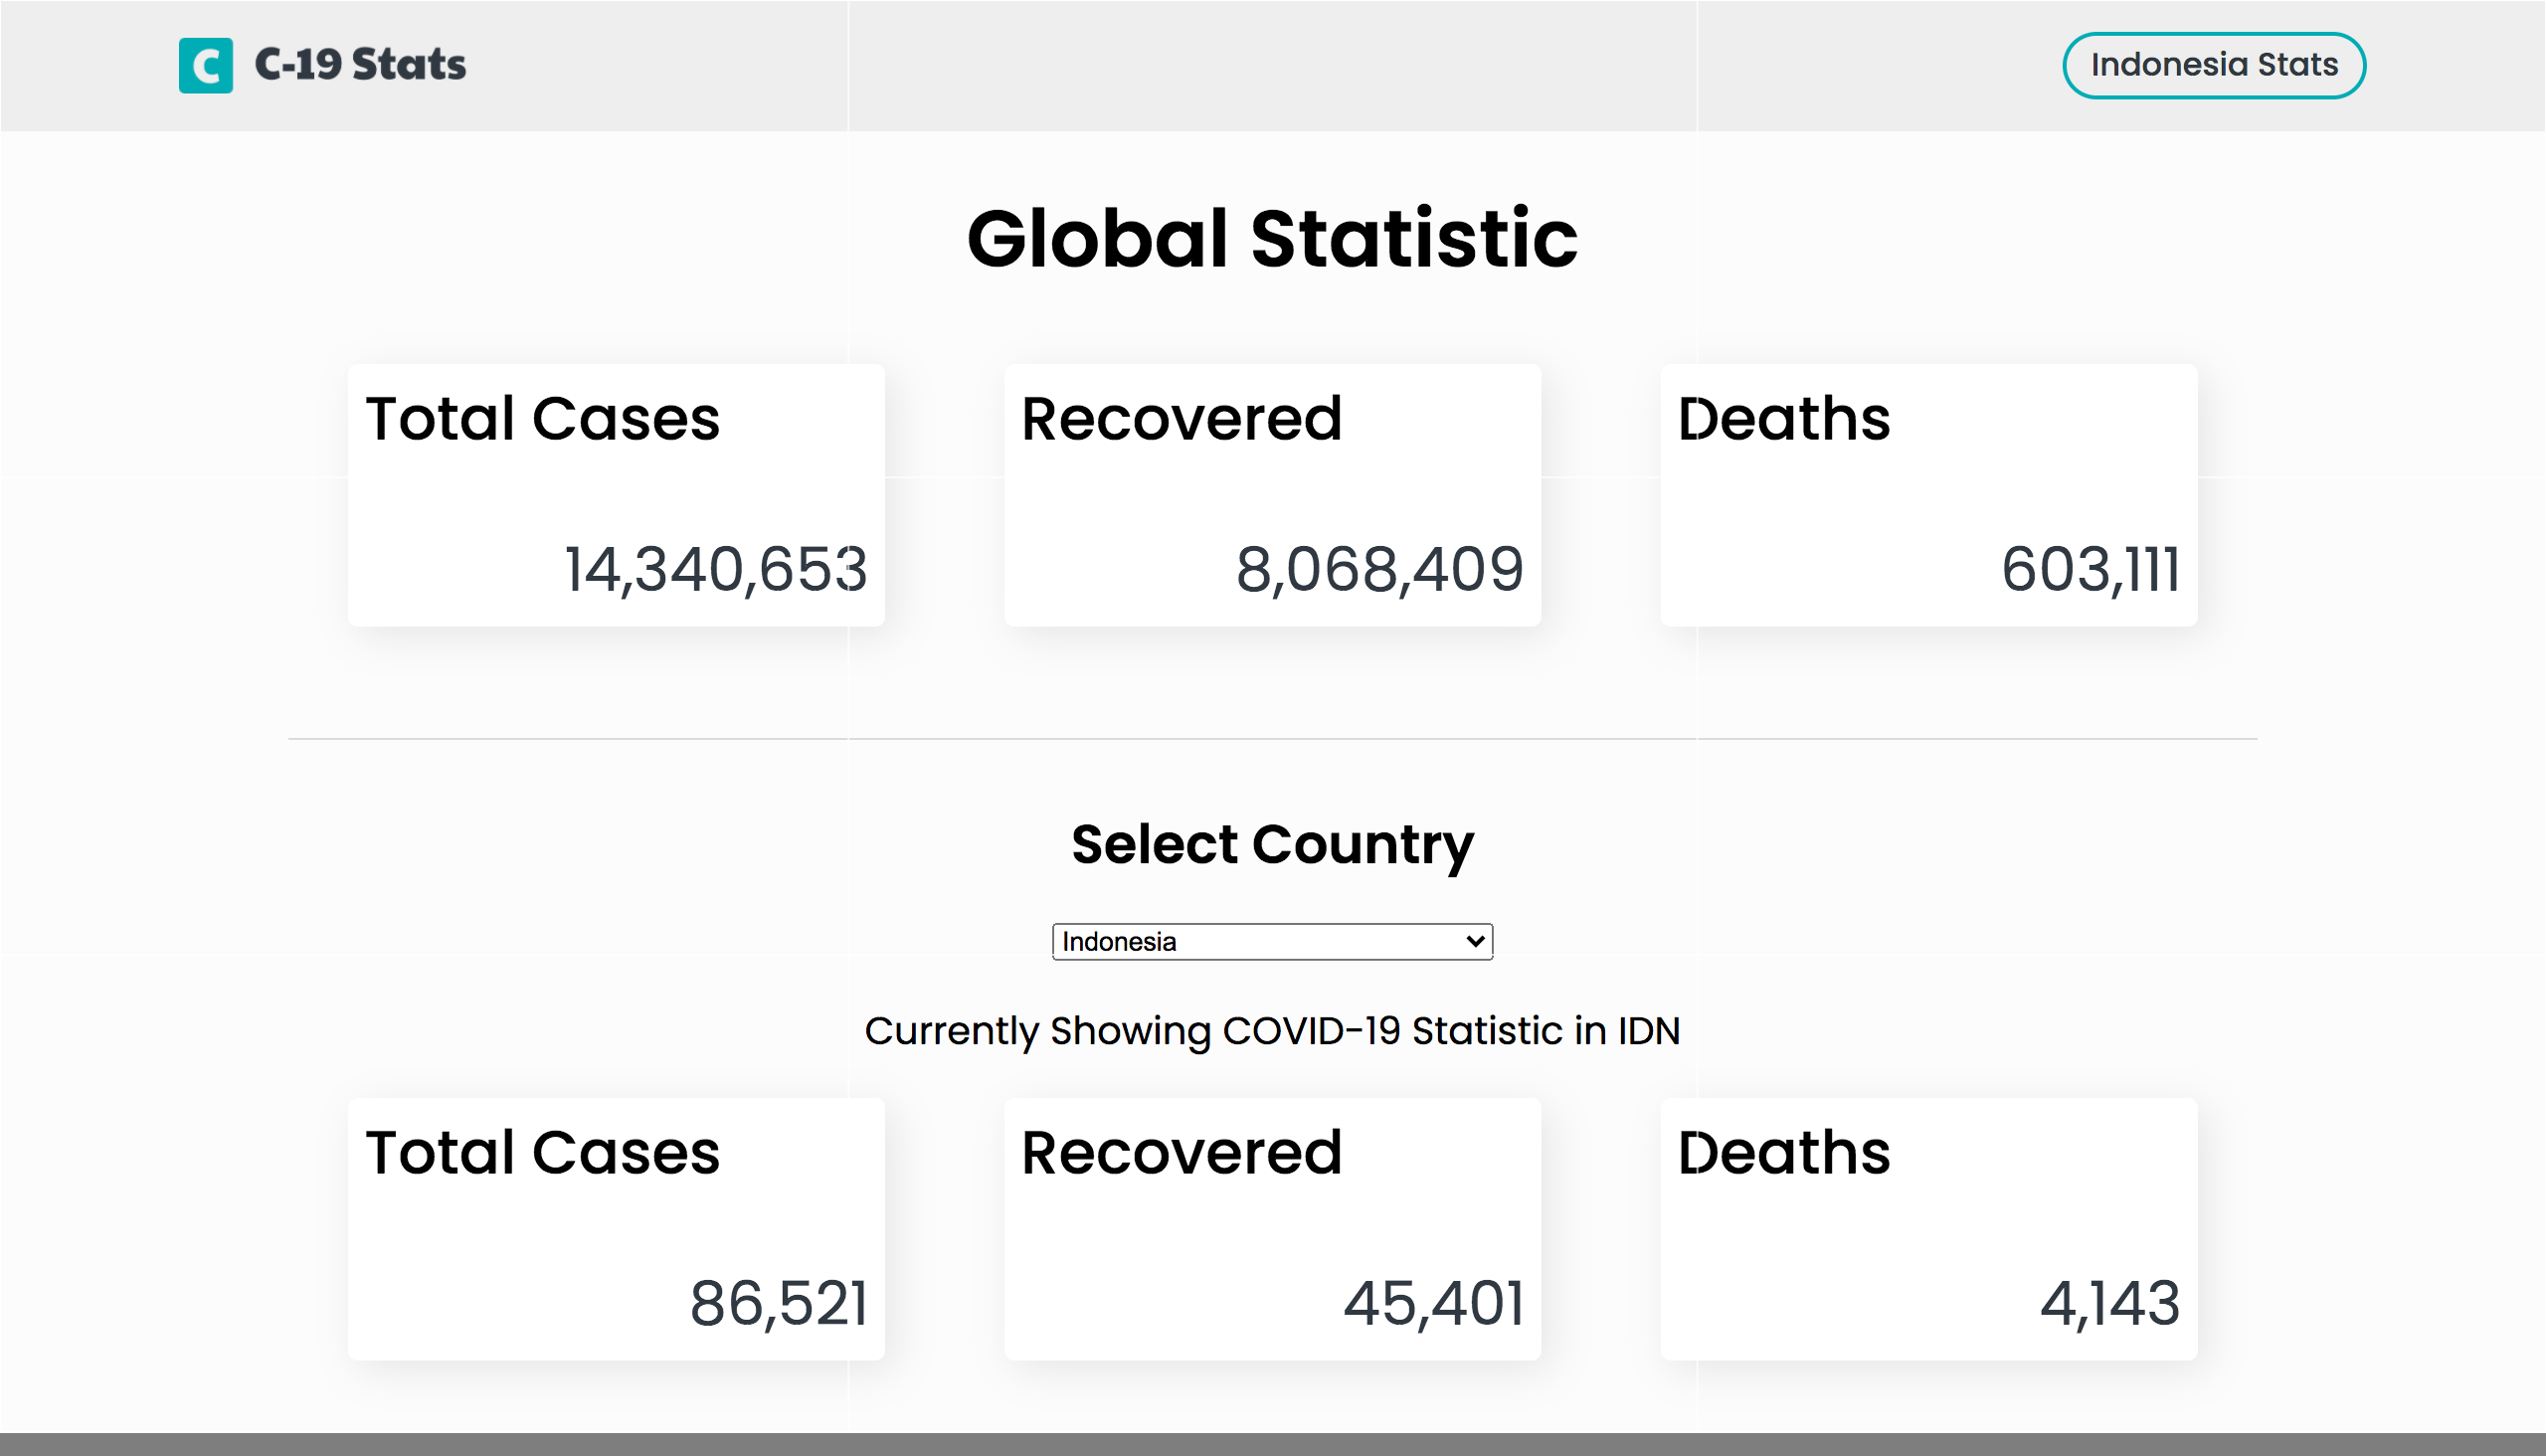 C C-19 Stats
Indonesia Stats
Global Statistic
Total Cases
14,340,653
Recovered
8,068,409
Deaths
603,111
Select Country
Indonesia
Currently Showing COVID-19 Statistic in IDN
Total Cases
86,521
Recovered
45,401
Deaths
4,143